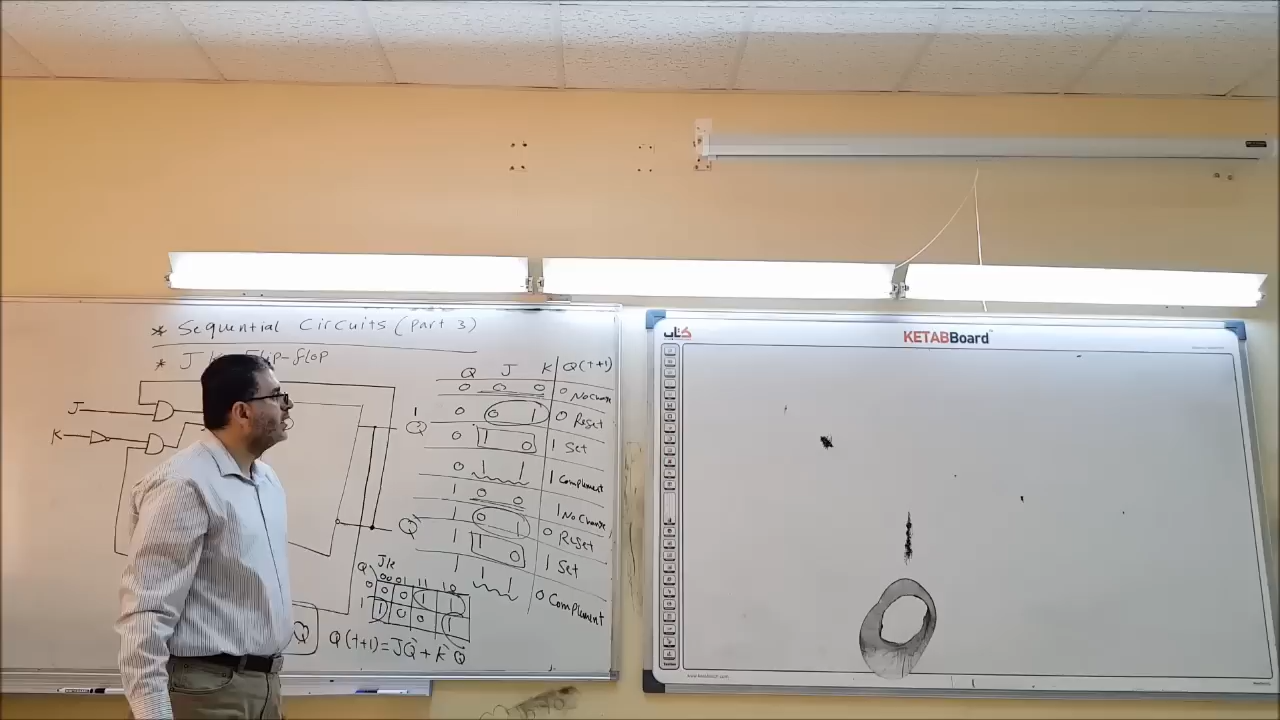 * Sequential Circuits (Part 3)
* JK Flip-Flop
J
K
1
Q
Q'
Q
Q J K Q(t+1)
0 0 0 0 No Change
0 0 1 0 Reset
0 1 0 1 Set
0 1 1 1 Complement
1 0 0 1 No Change
1 0 1 0 Reset
1 1 0 1 Set
1 1 1 0 Complement
Q JK
00 01 11 10
0 0 0 1 1
1 1 0 0 1
Q(t+1)=JQ'+K'Q
كتاب
KETABBoard